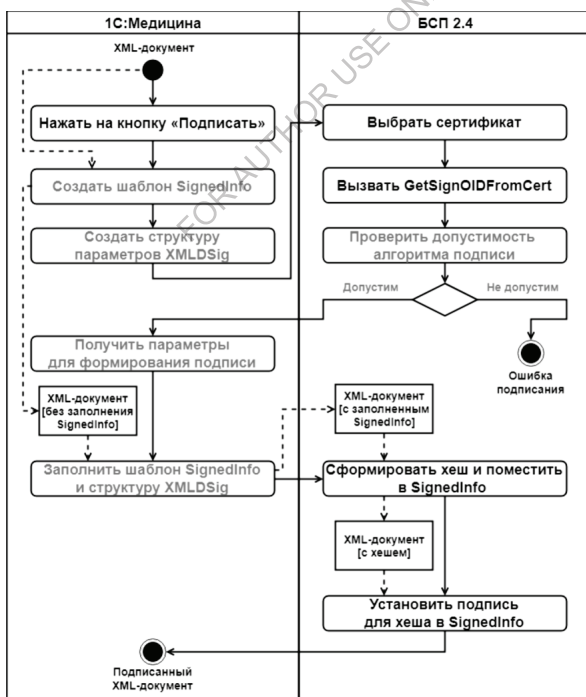 1С:Медицина
БСП 2.4
XML-документ
Нажать на кнопку «Подписать»
Выбрать сертификат
Создать шаблон SignedInfo
Вызвать GetSignOIDFromCert
Создать структуру
параметров XMLDSig
Проверить допустимость
алгоритма подписи
Допустим
Не допустим
Получить параметры
для формирования подписи
Ошибка
подписания
XML-документ
[без заполнения
SignedInfo]
XML-документ
[с заполненным
SignedInfo]
Заполнить шаблон SignedInfo
и структуру XMLDSig
Сформировать хеш и поместить
в SignedInfo
XML-документ
[с хешем]
Установить подпись
для хеша в SignedInfo
Подписанный
XML-документ
FOR AUTHOR USE ON